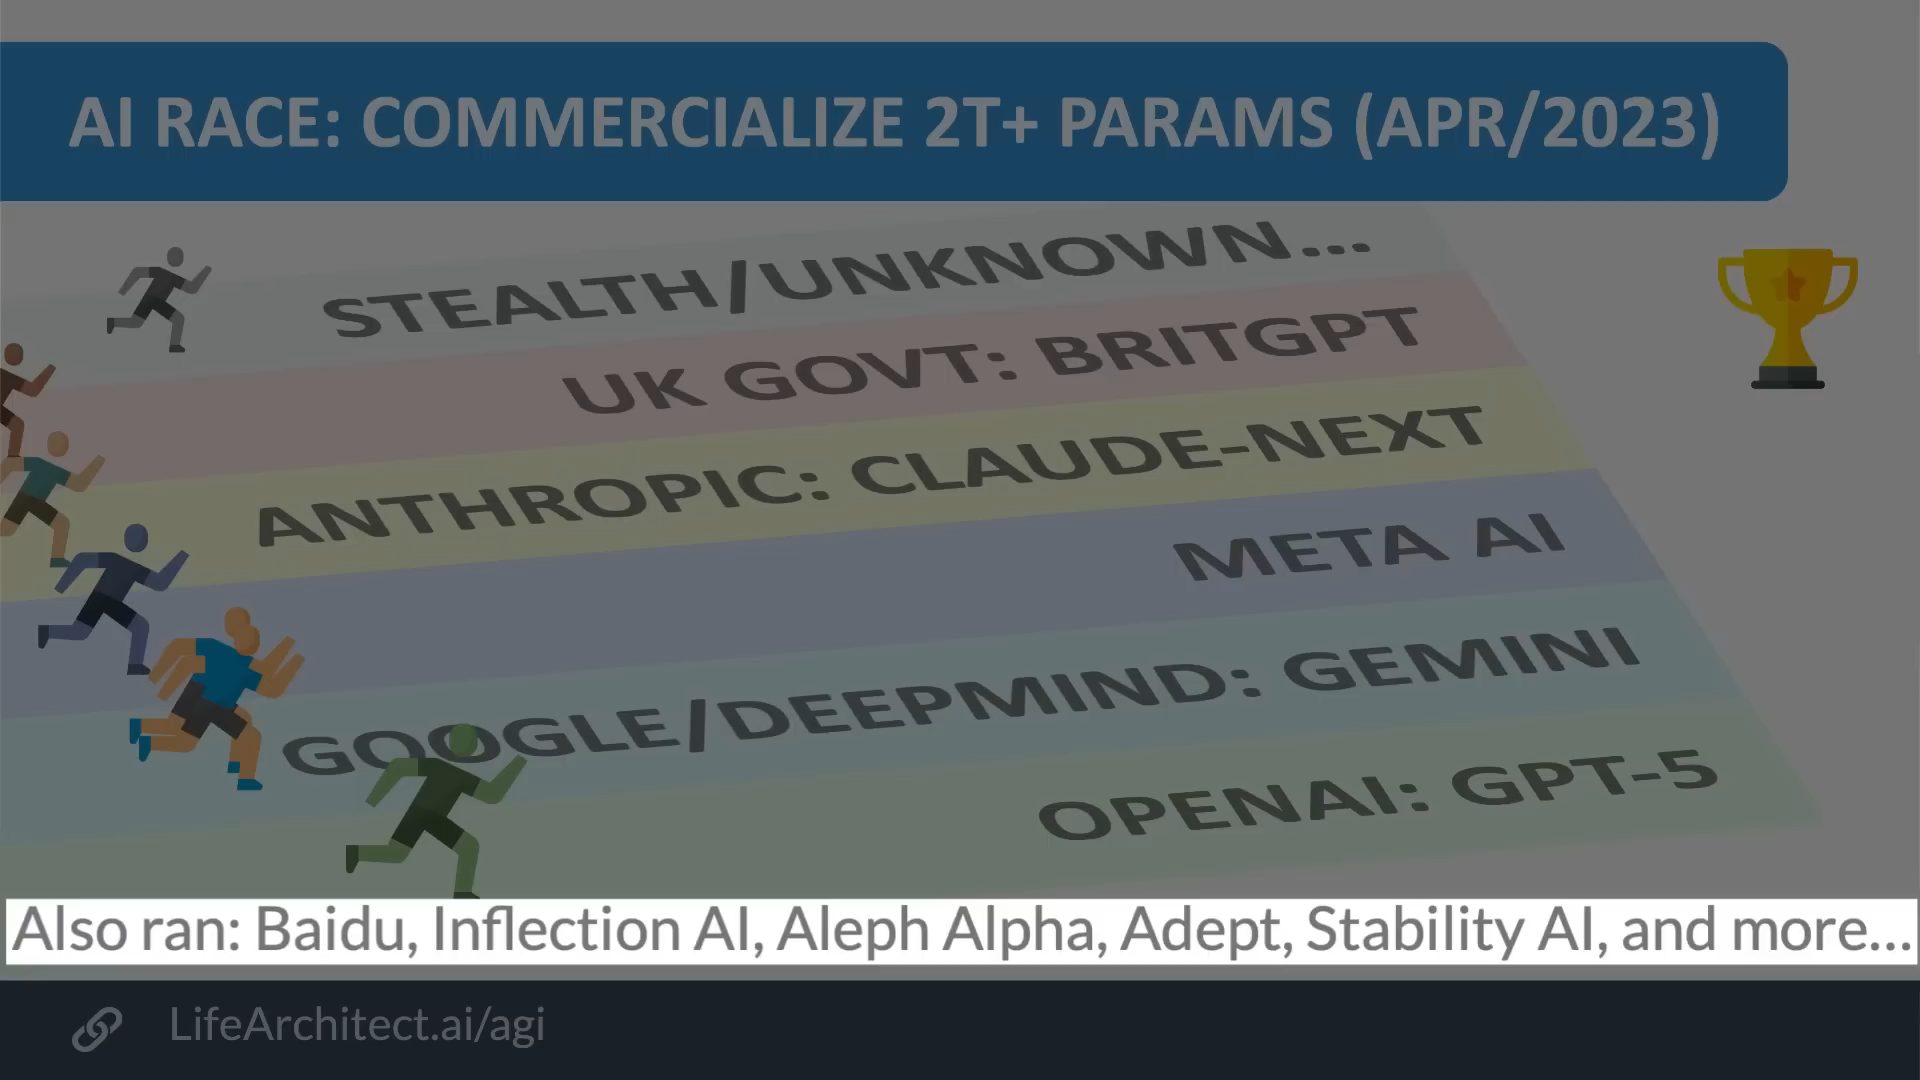 AI RACE: COMMERCIALIZE 2T+ PARAMS (APR/2023)
STEALTH/UNKNOWN...
UK GOVT: BRITGPT
ANTHROPIC: CLAUDE-NEXT
META AI
GOOGLE/DEEPMIND: GEMINI
OPENAI: GPT-5
Also ran: Baidu, Inflection AI, Aleph Alpha, Adept, Stability AI, and more...
LifeArchitect.ai/agi